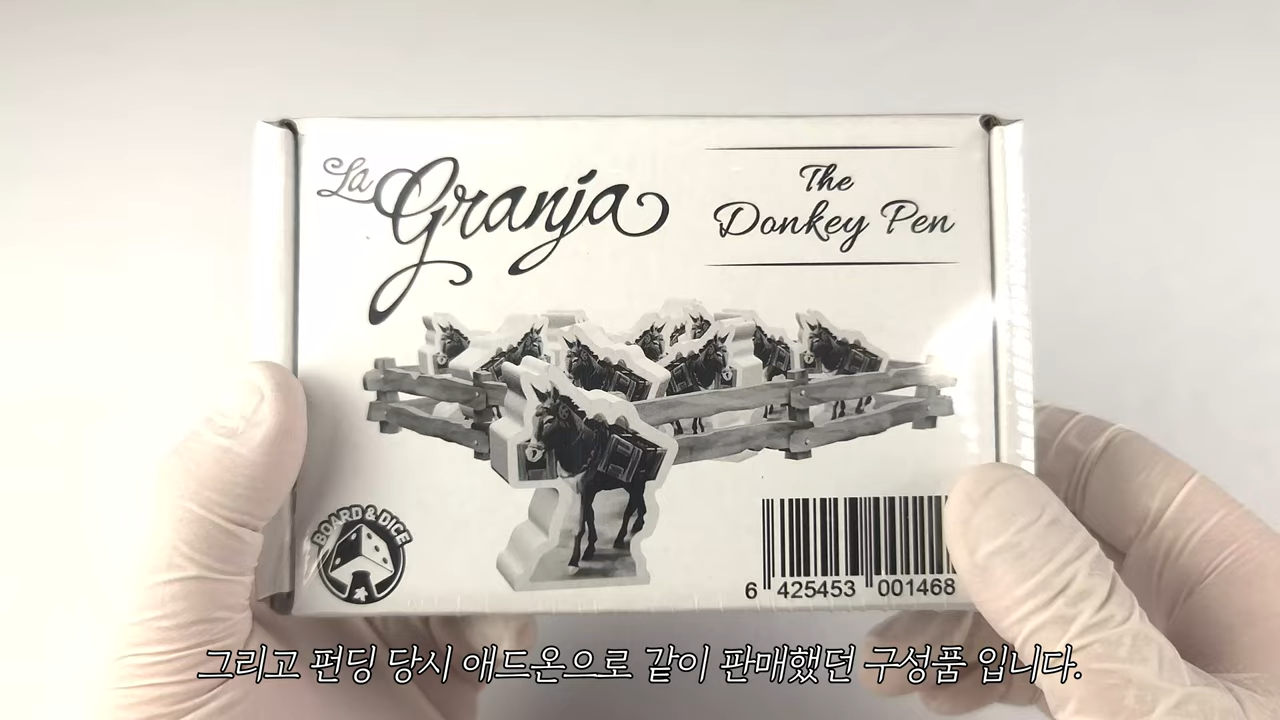 La Granja
The
Donkey Pen
BOARD & DICE
6 425453 001468
그리고 펀딩 당시 애드온으로 같이 판매했던 구성품 입니다.